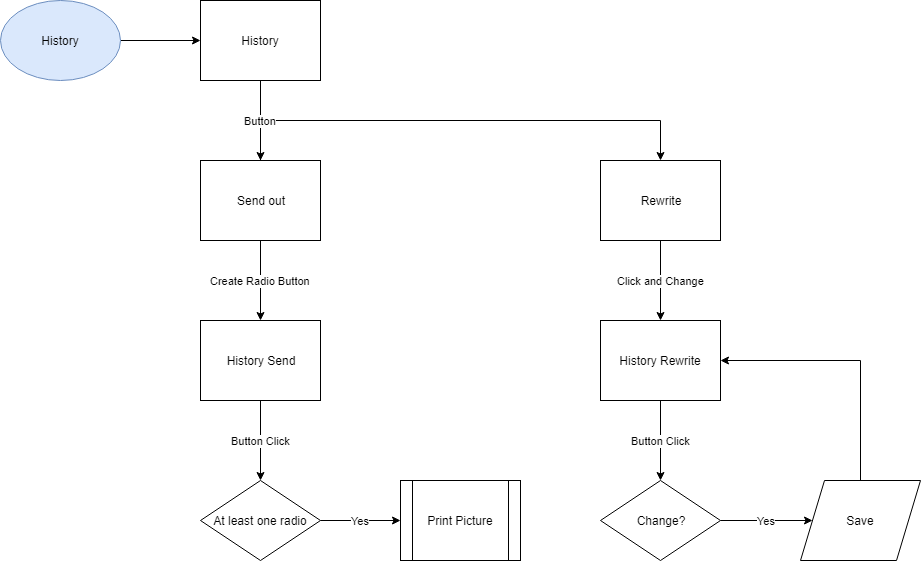 History
History
Button
Send out
Rewrite
Create Radio Button
Click and Change
History Send
History Rewrite
Button Click
Button Click
At least one radio
Yes
Print Picture
Change?
Yes
Save